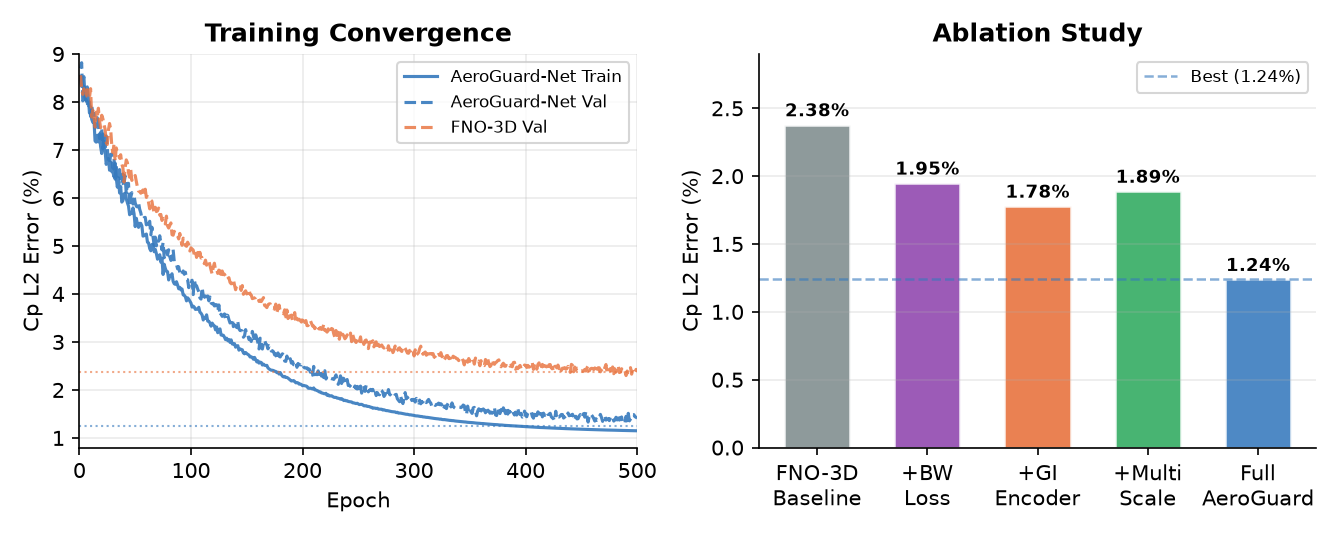 Training Convergence
9
8
7
6
5
4
3
2
1
Cp L2 Error (%)
AeroGuard-Net Train
AeroGuard-Net Val
FNO-3D Val
0 100 200 300 400 500
Epoch
Ablation Study
Best (1.24%)
2.5
2.0
1.5
1.0
0.5
0.0
Cp L2 Error (%)
2.38%
1.95%
1.78%
1.89%
1.24%
FNO-3D Baseline
+BW Loss
+GI Encoder
+Multi Scale
Full AeroGuard